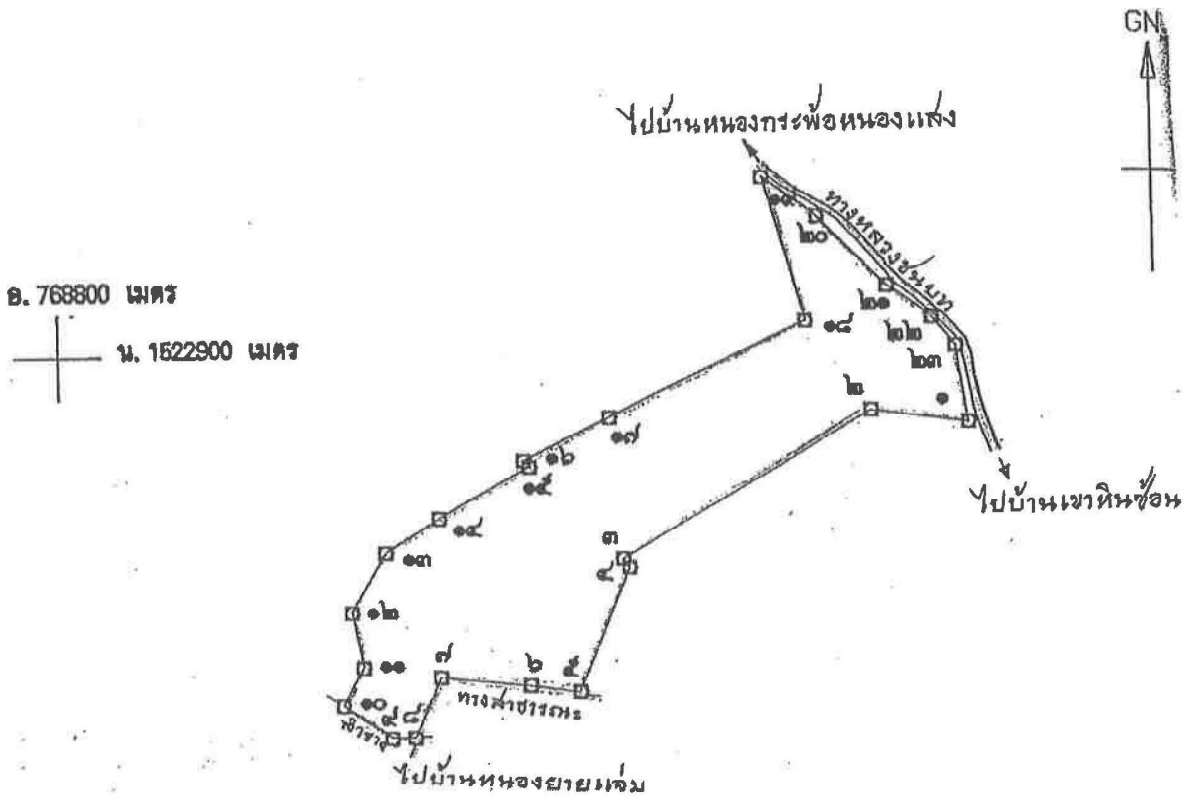 GN
ไปบ้านหนองกระพ้อหนองแสง
๑๙
ทางหลวงชนบท
๒๐
๒๑
อ. 768800 เมตร
๑๘
๒๒
น. 1522900 เมตร
๒๓
๒
๑
๑๗
๑๖
๑๕
ไปบ้านเขาหินซ้อน
๑๔
๑๓
๓
๔
๑๒
๗
๖
๕
๑๑
ทางสาธารณะ
๑๐
๙
๘
ไปบ้านหนองยายแจ่ม